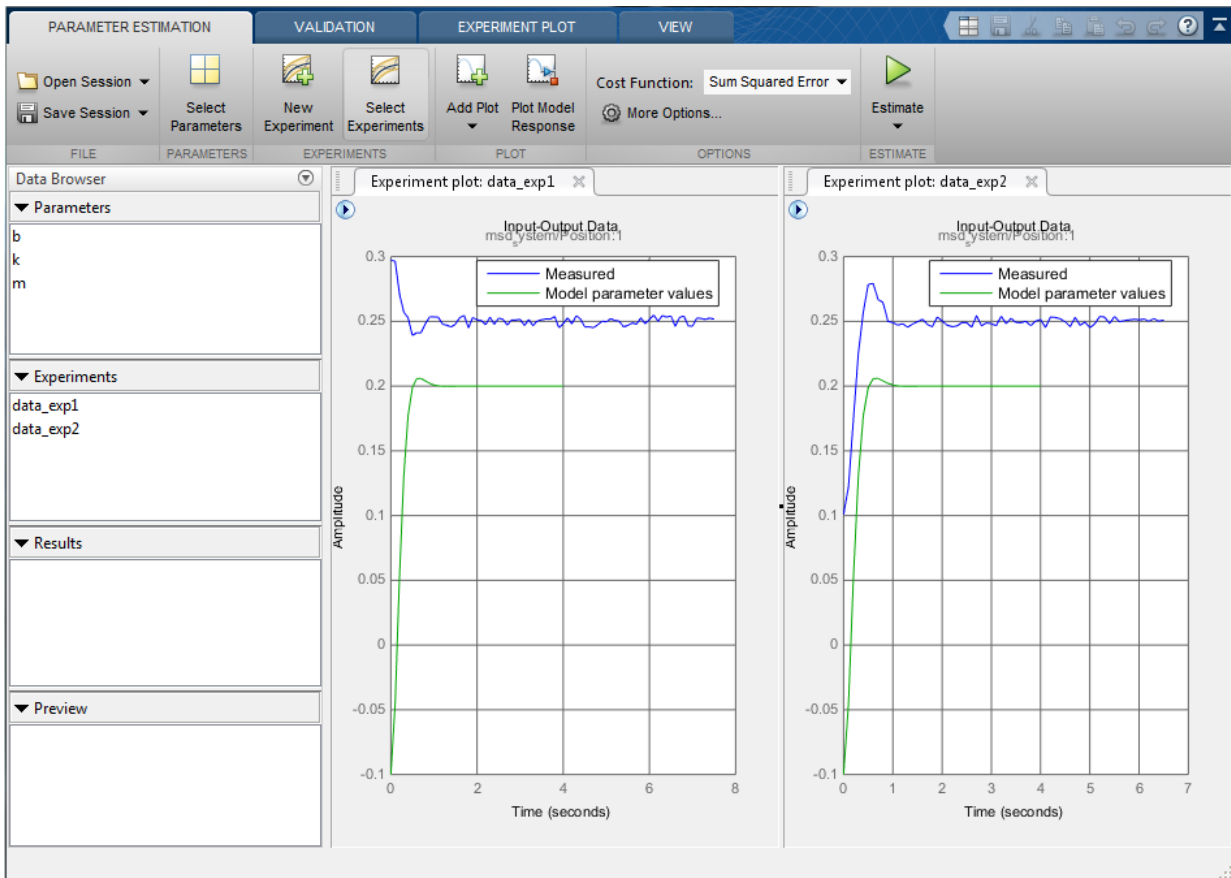 PARAMETER ESTIMATION
VALIDATION
EXPERIMENT PLOT
VIEW
Open Session
Save Session
Select
Parameters
New
Experiment
Select
Experiments
Add Plot
Plot Model
Response
Cost Function: Sum Squared Error
More Options...
Estimate
FILE
PARAMETERS
EXPERIMENTS
PLOT
OPTIONS
ESTIMATE
Data Browser
Parameters
b
k
m
Experiments
data_exp1
data_exp2
Results
Preview
Experiment plot: data_exp1
Input-Output Data
msd_system/Position:1
Measured
Model parameter values
0.3
0.25
0.2
0.15
0.1
0.05
0
-0.05
-0.1
Amplitude
0 2 4 6 8
Time (seconds)
Experiment plot: data_exp2
Input-Output Data
msd_system/Position:1
Measured
Model parameter values
0.3
0.25
0.2
0.15
0.1
0.05
0
-0.05
-0.1
Amplitude
0 1 2 3 4 5 6 7
Time (seconds)